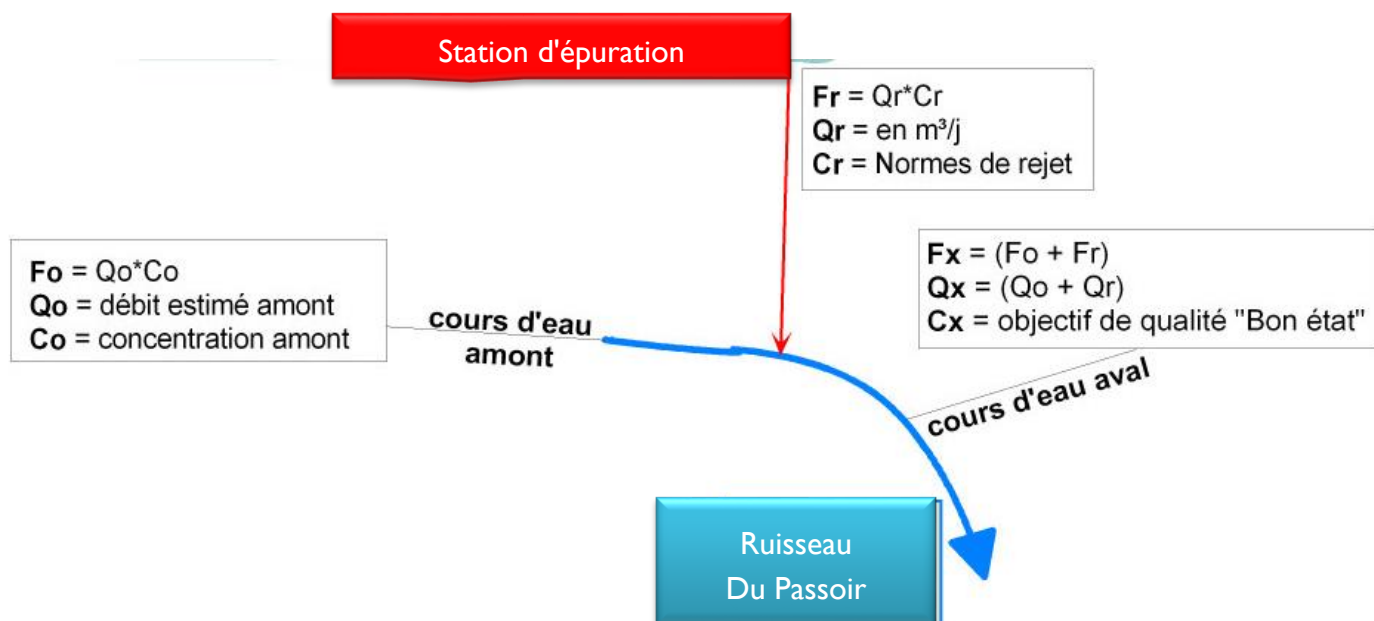 Station d'épuration
Fr = Qr*Cr
Qr = en m³/j
Cr = Normes de rejet
Fo = Qo*Co
Qo = débit estimé amont
Co = concentration amont
cours d'eau
amont
Fx = (Fo + Fr)
Qx = (Qo + Qr)
Cx = objectif de qualité "Bon état"
cours d'eau aval
Ruisseau
Du Passoir